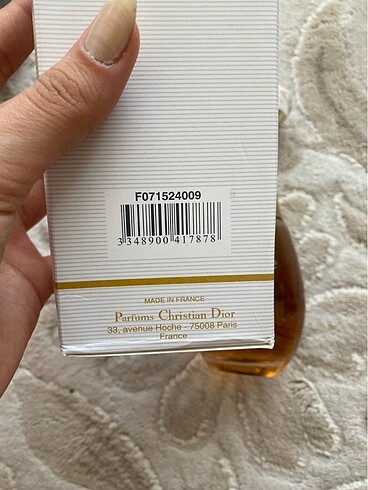 F071524009
3 348900 417878
MADE IN FRANCE
Parfums Christian Dior
33, avenue Hoche - 75008 Paris
France